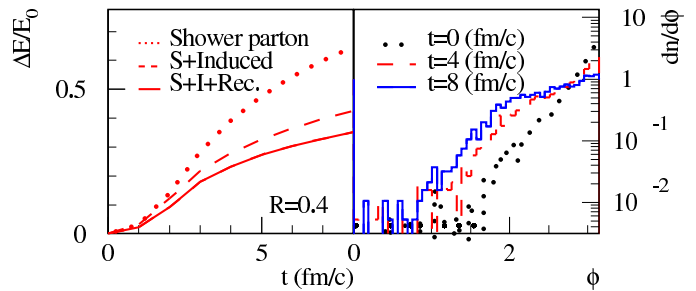 ΔE/E₀
0.5
0
Shower parton
S+Induced
S+I+Rec.
R=0.4
0
5
t (fm/c)
t=0 (fm/c)
t=4 (fm/c)
t=8 (fm/c)
0
2
ϕ
10
1
10⁻¹
10⁻²
dn/dϕ